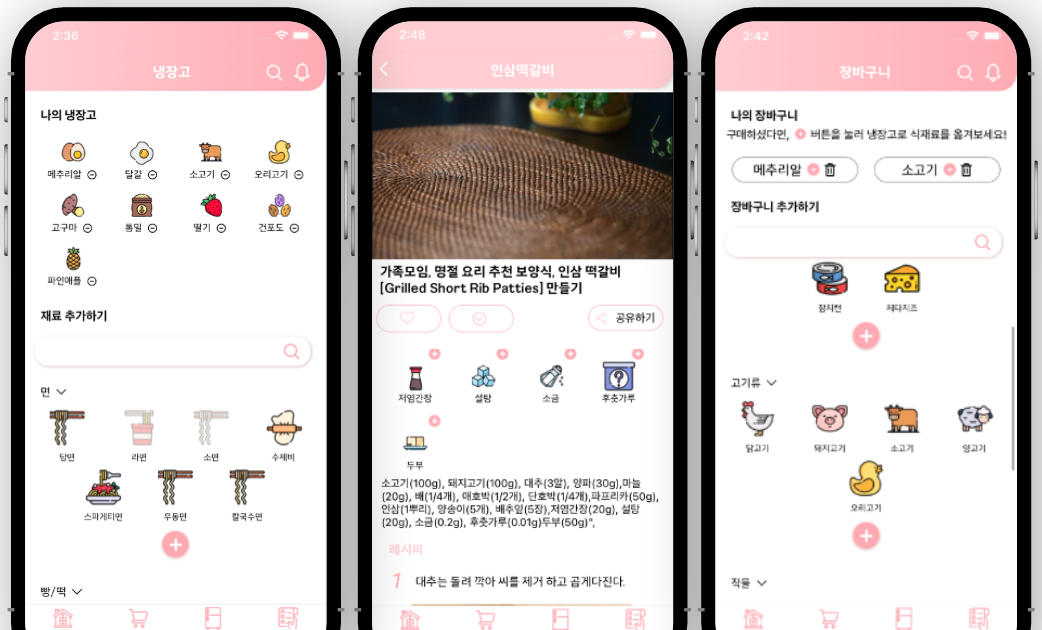 2:36
냉장고
나의 냉장고
메추리알
달걀
소고기
오리고기
고구마
통밀
딸기
건포도
파인애플
재료 추가하기
면
당면
라면
소면
수제비
스파게티면
우동면
칼국수면
빵/떡
2:48
인삼떡갈비
가족모임, 명절 요리 추천 보양식, 인삼 떡갈비
[Grilled Short Rib Patties] 만들기
공유하기
저염간장
설탕
소금
후춧가루
두부
소고기(100g), 돼지고기(100g), 대추(3알), 양파(30g),마늘
(20g), 배(1/4개), 애호박(1/2개), 단호박(1/4개),파프리카(50g),
인삼(1뿌리), 양송이(5개), 배추잎(5장),저염간장(20g), 설탕
(20g), 소금(0.2g), 후춧가루(0.01g)두부(50g)",
레시피
1 대추는 돌려 깍아 씨를 제거 하고 곱게다진다.
2:42
장바구니
나의 장바구니
구매하셨다면, + 버튼을 눌러 냉장고로 식재료를 옮겨보세요!
메추리알
소고기
장바구니 추가하기
참치캔
체다치즈
고기류
닭고기
돼지고기
소고기
양고기
오리고기
작물